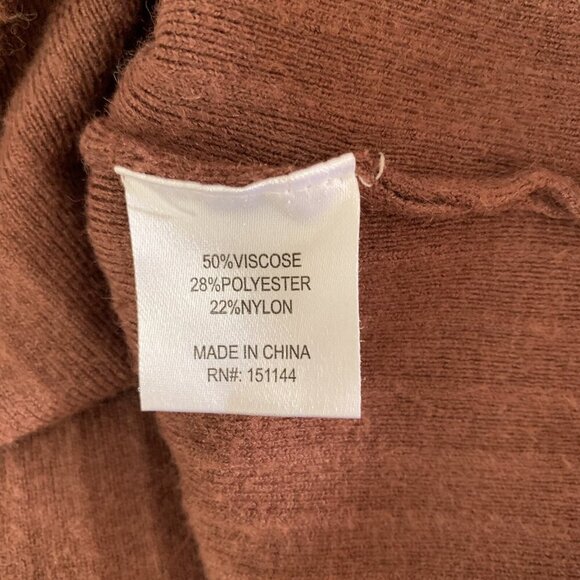 50%VISCOSE
28%POLYESTER
22%NYLON
MADE IN CHINA
RN#: 151144